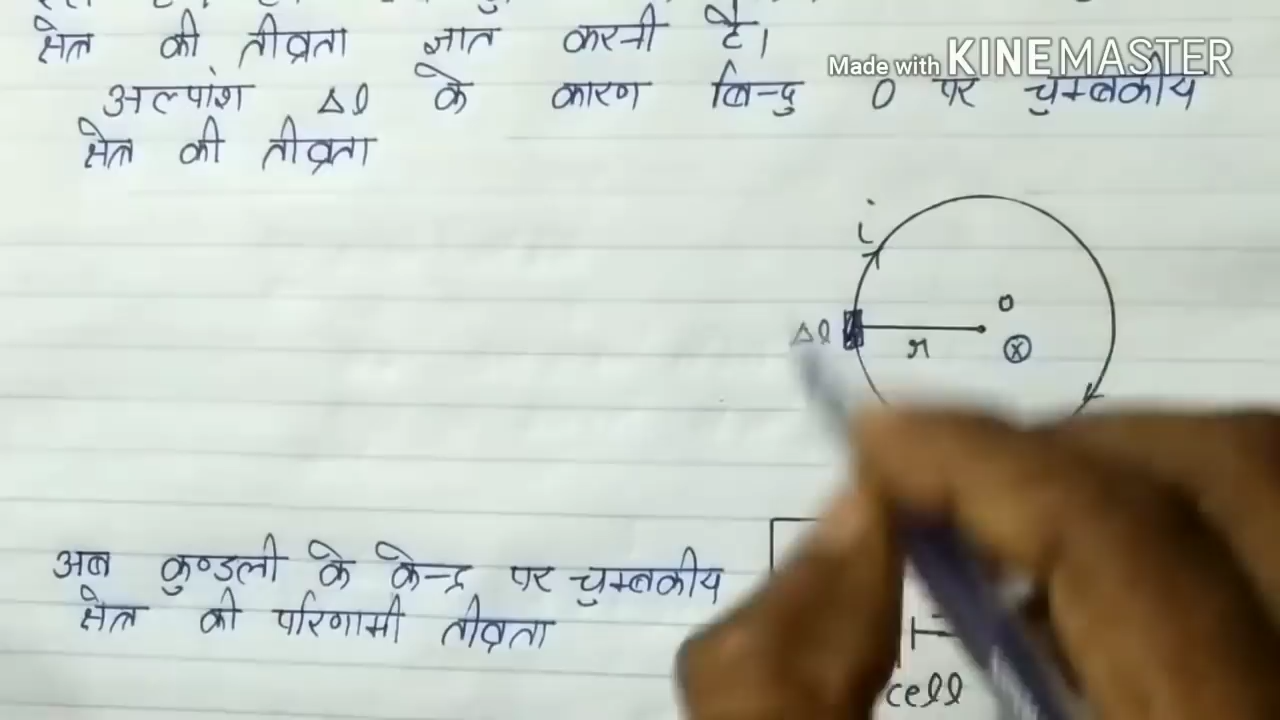 क्षेत्र की तीव्रता ज्ञात करनी है।
Made with KINEMASTER
अल्पांश Δl के कारण बिन्दु O पर चुम्बकीय
क्षेत्र की तीव्रता
i
O
Δl
r
अब कुण्डली के केन्द्र पर चुम्बकीय
क्षेत्र की परिणामी तीव्रता
cell